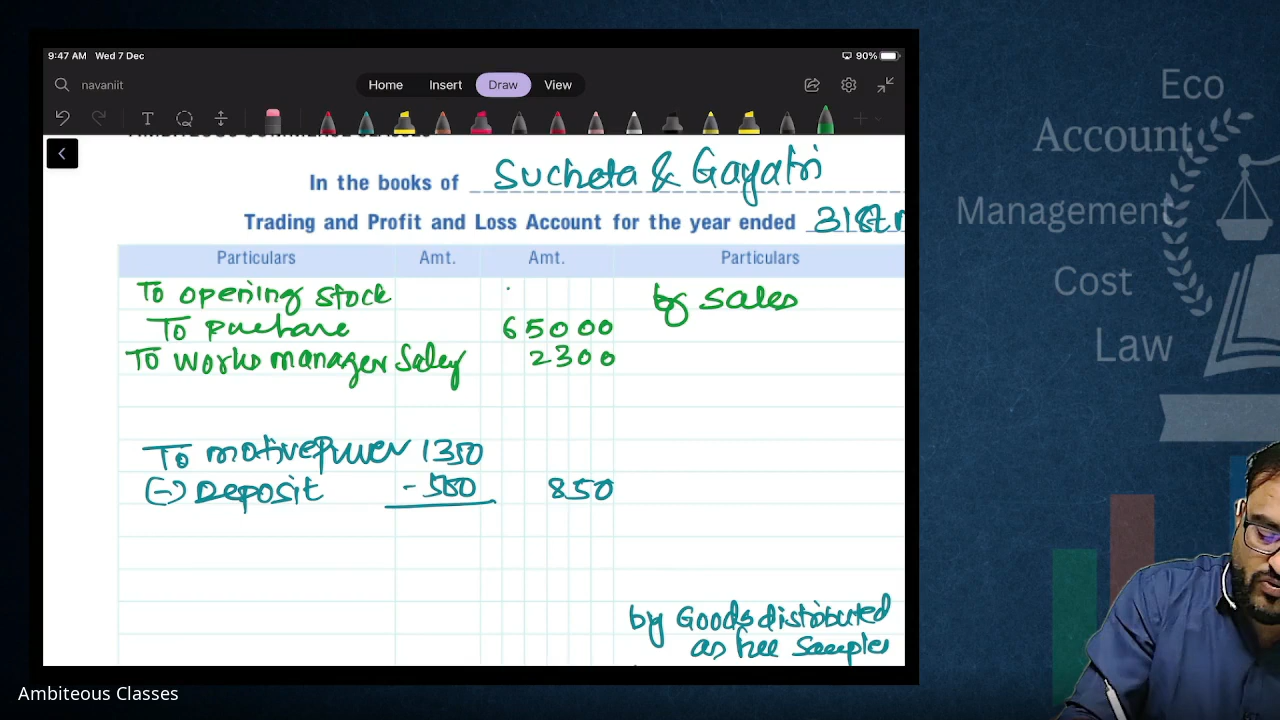 9:47 AM Wed 7 Dec
90%
navaniit
Home Insert Draw View
In the books of Sucheta & Gayatri
Trading and Profit and Loss Account for the year ended 31st
Particulars Amt. Amt. Particulars
To opening stock by sales
To purchase 65000
To works manager Salery 2300
To motive power 1350
(-) Deposit - 500 850
by Goods distributed
as free Samples
Eco
Account
Management
Cost
Law
Ambiteous Classes